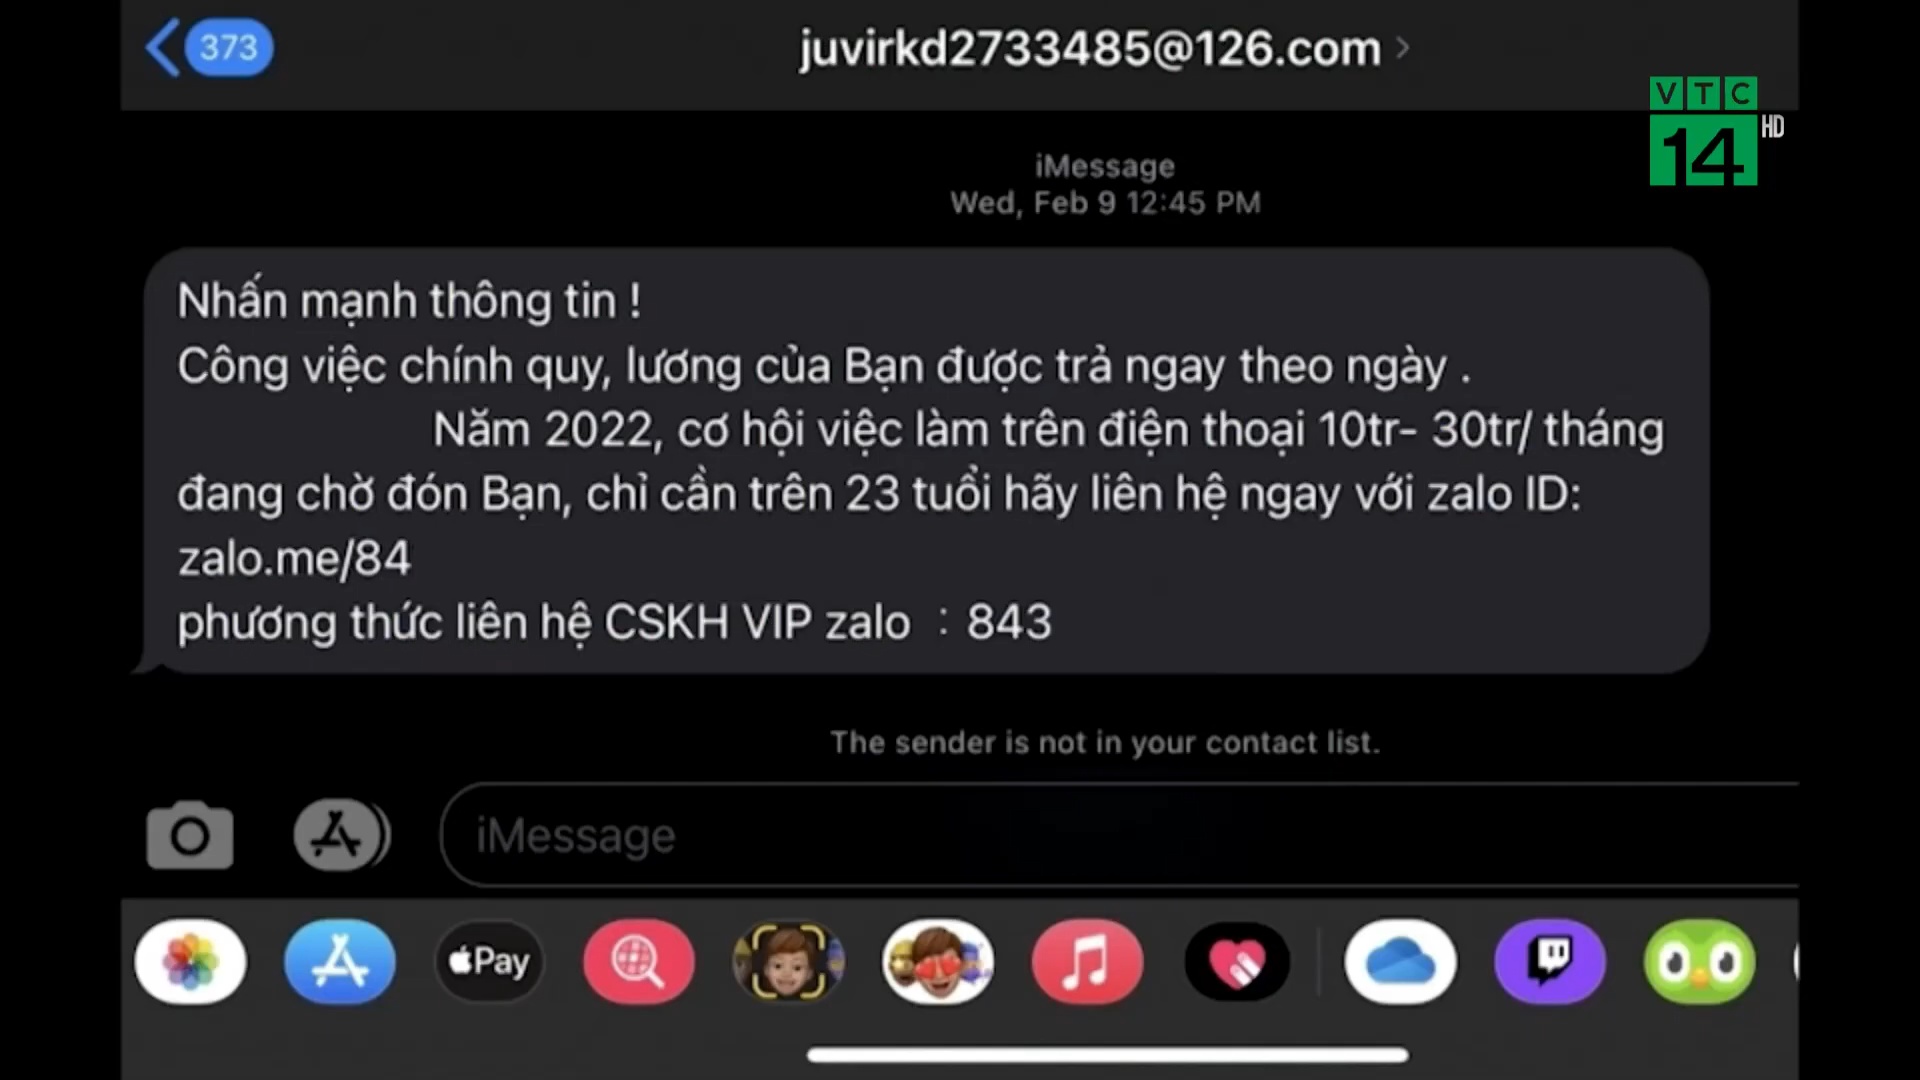 373
juvirkd2733485@126.com
VTC
14 HD
iMessage
Wed, Feb 9 12:45 PM
Nhấn mạnh thông tin !
Công việc chính quy, lương của Bạn được trả ngay theo ngày .
Năm 2022, cơ hội việc làm trên điện thoại 10tr- 30tr/ tháng
đang chờ đón Bạn, chỉ cần trên 23 tuổi hãy liên hệ ngay với zalo ID:
zalo.me/84
phương thức liên hệ CSKH VIP zalo ：843
The sender is not in your contact list.
iMessage
Pay